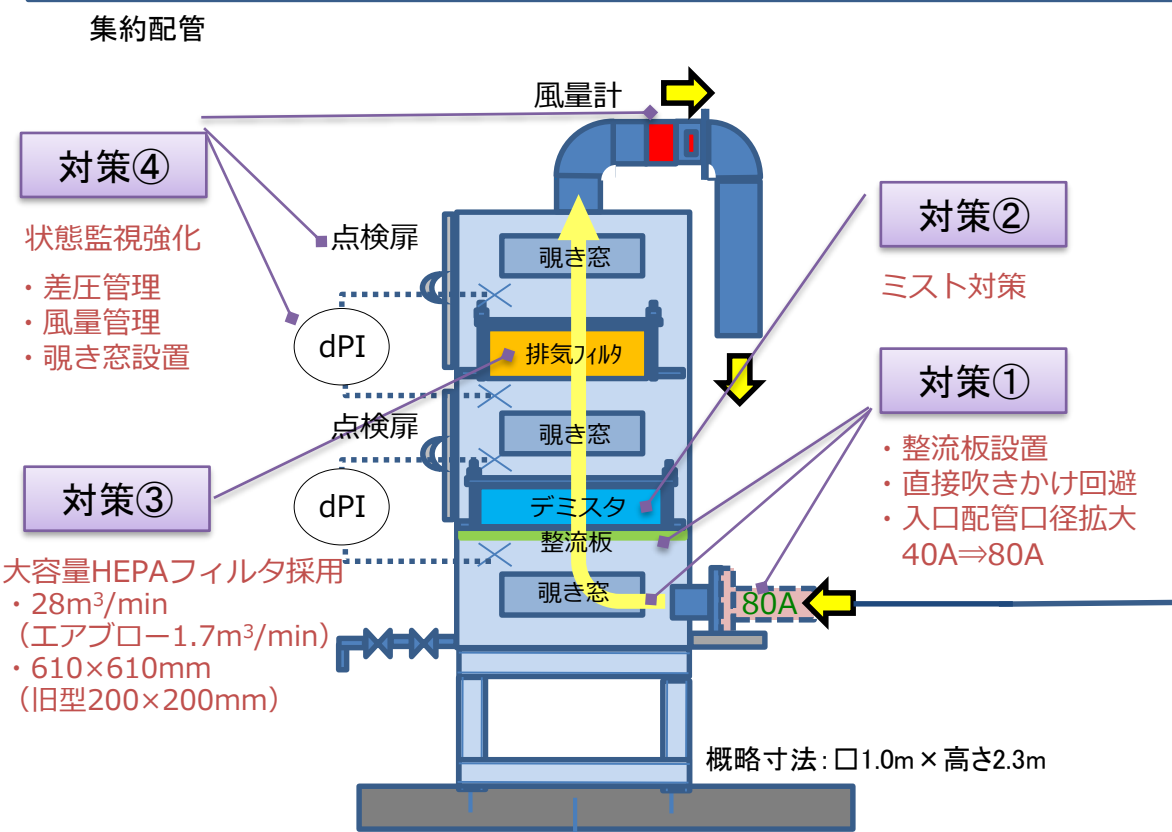 集約配管
風量計
対策④
状態監視強化
・差圧管理
・風量管理
・覗き窓設置
点検扉
dPI
点検扉
dPI
覗き窓
排気フィルタ
覗き窓
デミスタ
整流板
覗き窓
対策②
ミスト対策
対策①
・整流板設置
・直接吹きかけ回避
・入口配管口径拡大
40A⇒80A
80A
対策③
大容量HEPAフィルタ採用
・28m³/min
（エアブロー1.7m³/min）
・610×610mm
（旧型200×200mm）
概略寸法：□1.0m×高さ2.3m